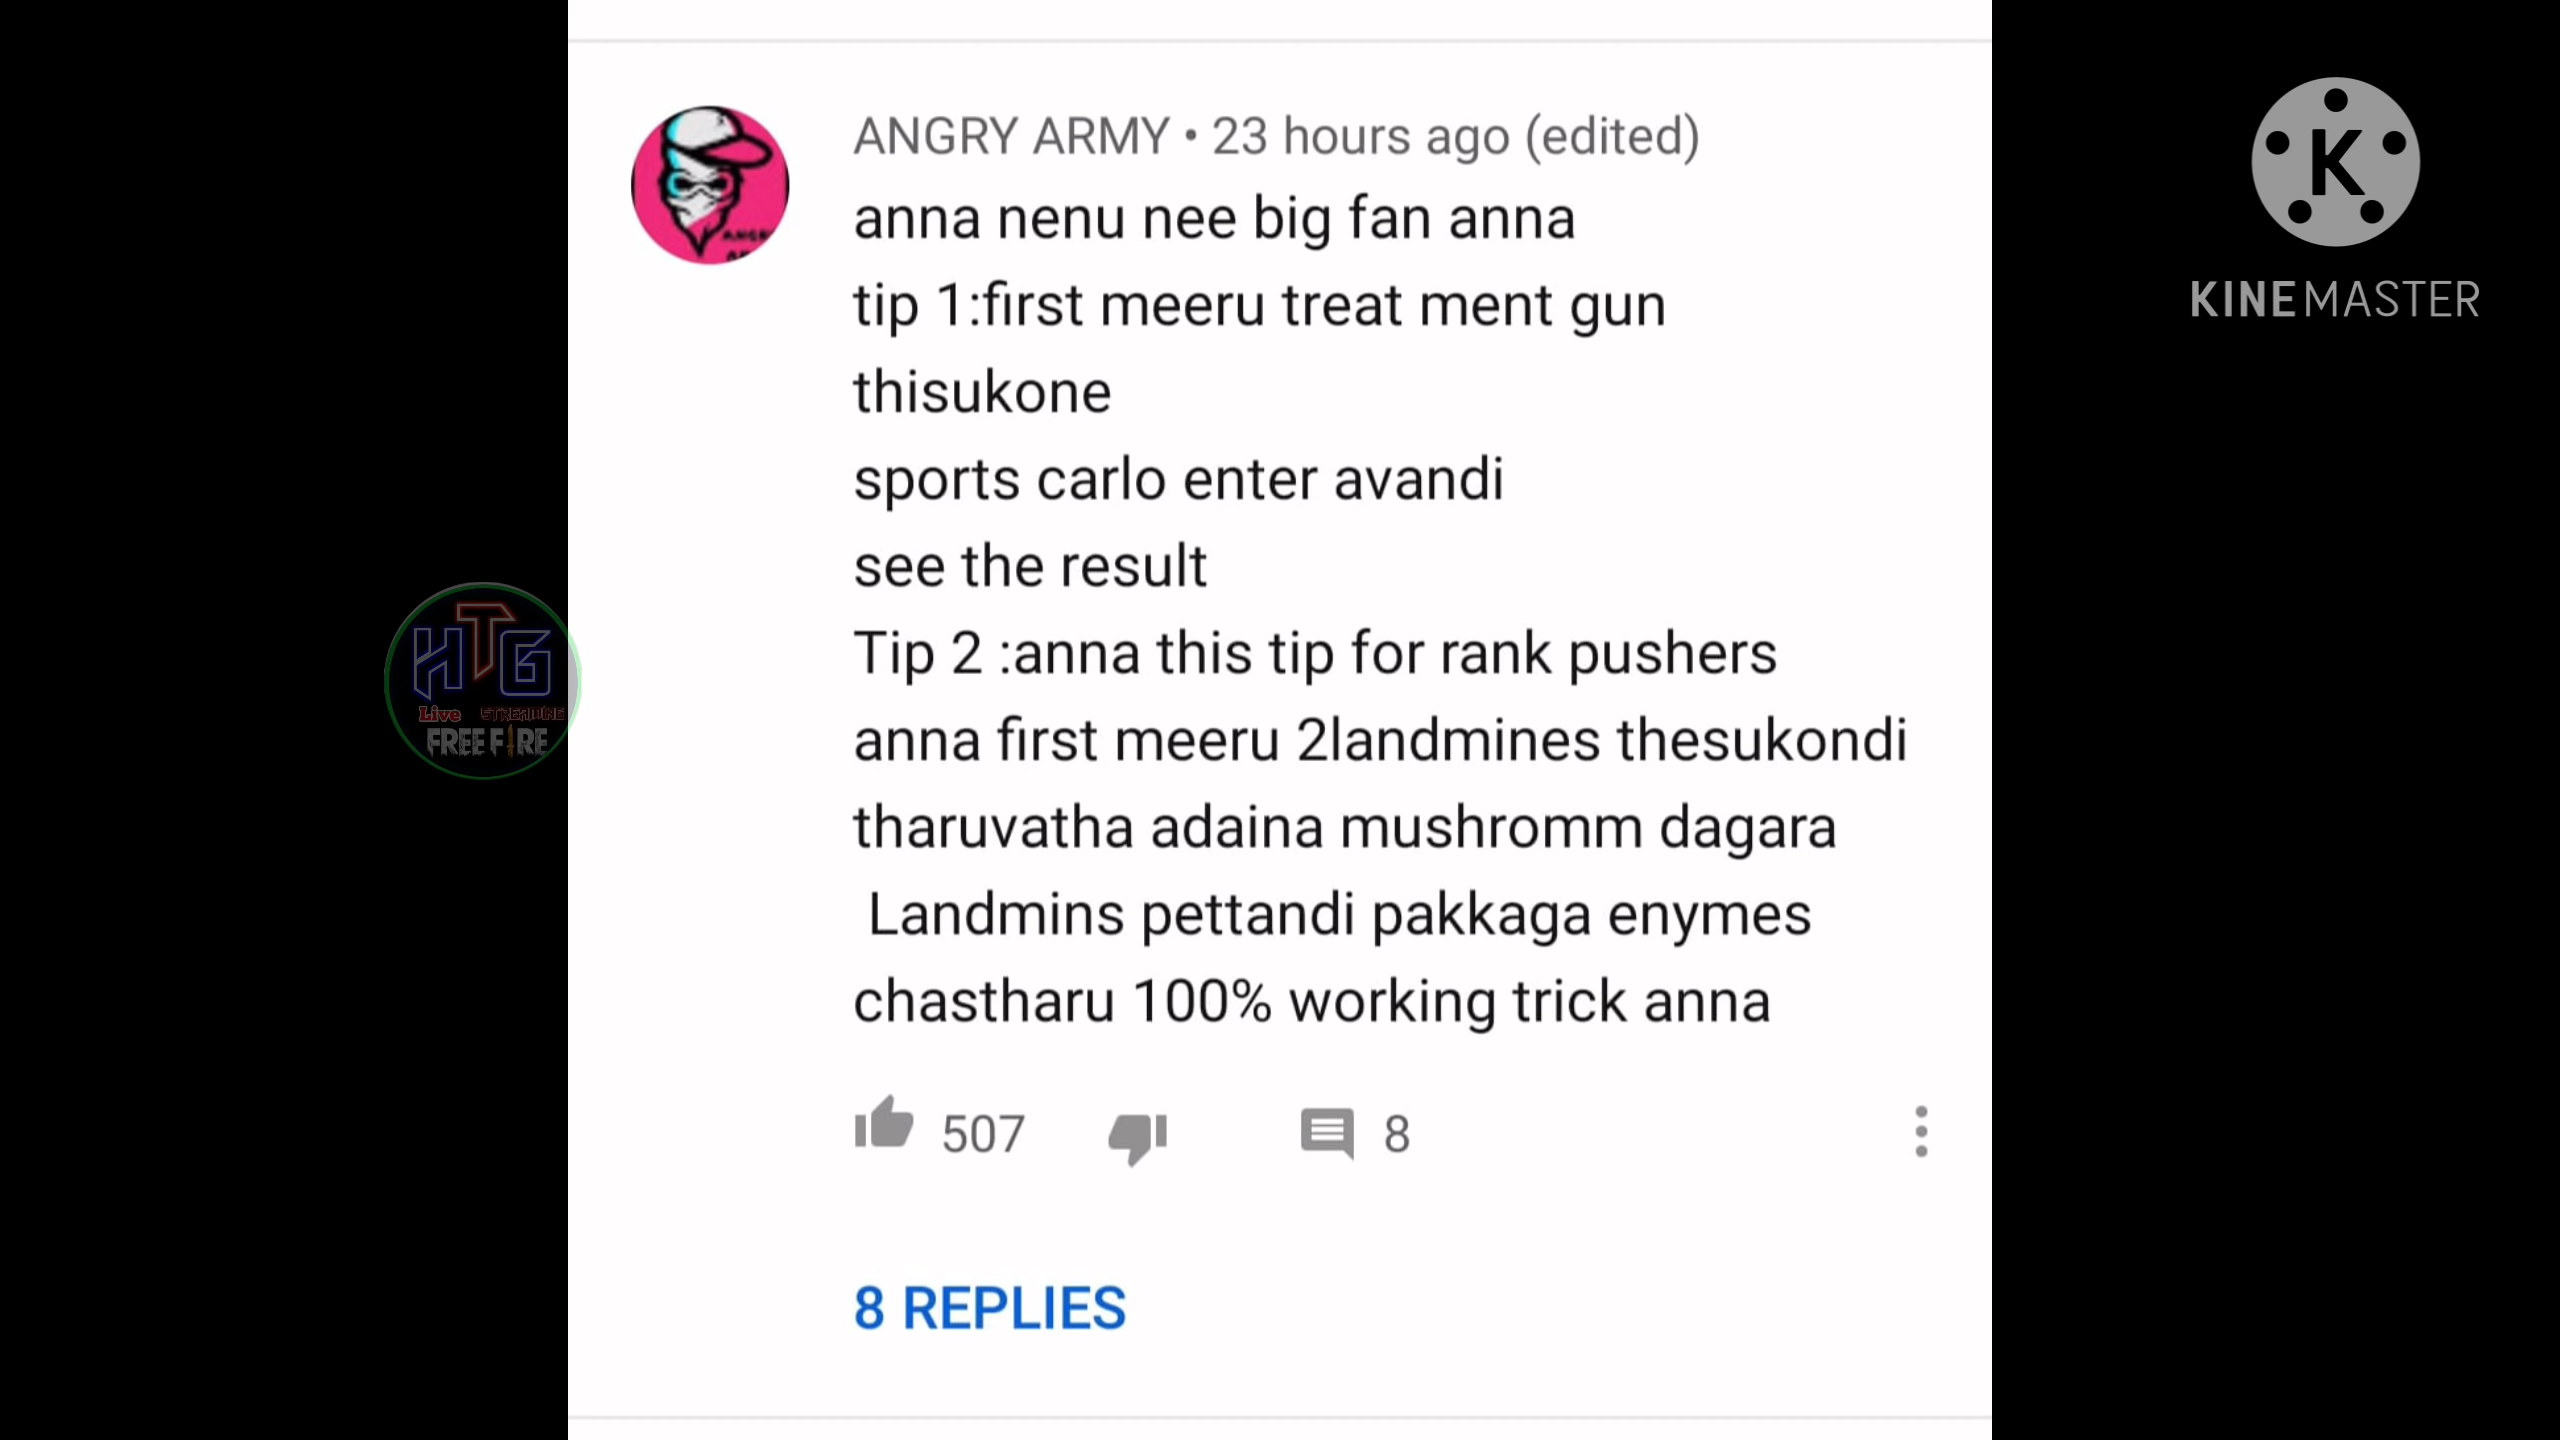 ANGRY ARMY • 23 hours ago (edited)
anna nenu nee big fan anna
tip 1:first meeru treat ment gun
thisukone
sports carlo enter avandi
see the result
Tip 2 :anna this tip for rank pushers
anna first meeru 2landmines thesukondi
tharuvatha adaina mushromm dagara
Landmins pettandi pakkaga enymes
chastharu 100% working trick anna
507 8
8 REPLIES
HTG
Live STREAMING
FREE FIRE
K
KINEMASTER